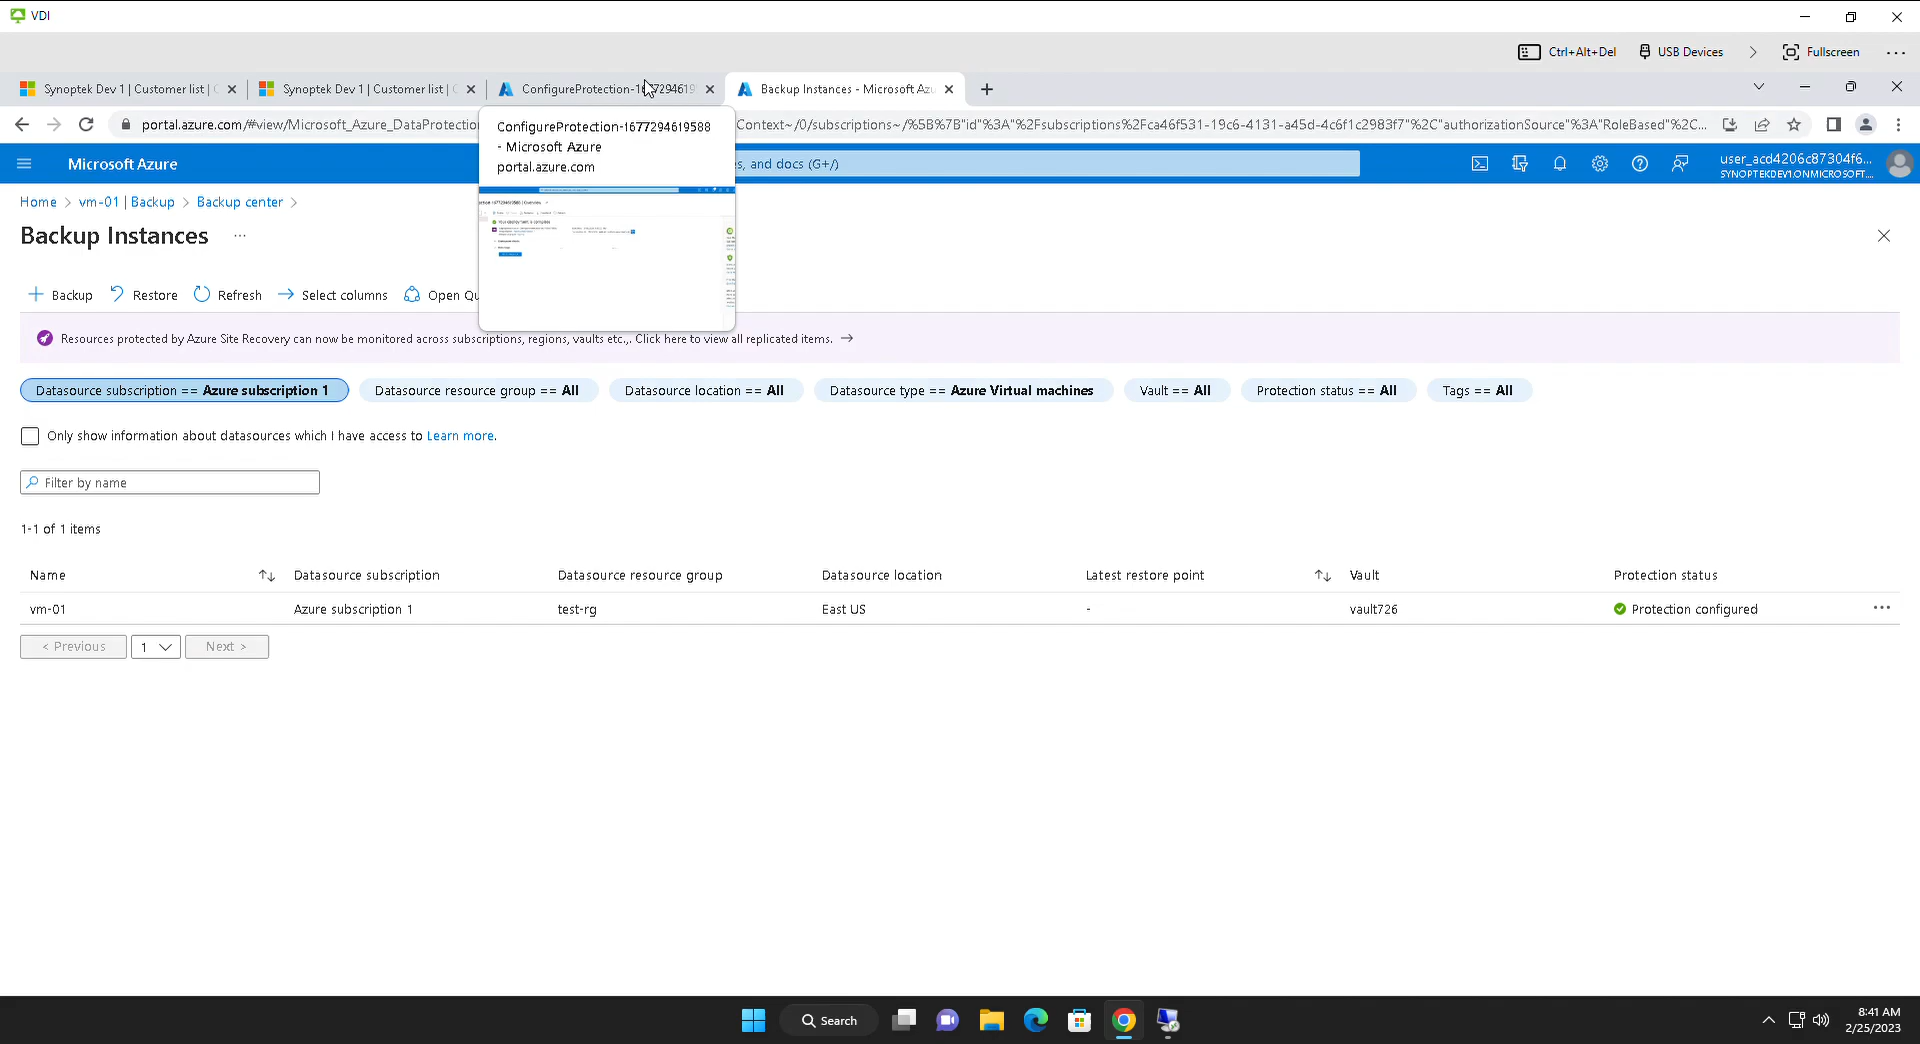 VDI
Ctrl+Alt+Del USB Devices Fullscreen
Synoptek Dev 1 | Customer list | Synoptek Dev 1 | Customer list | ConfigureProtection-1677294619 Backup Instances - Microsoft Azu
portal.azure.com/#view/Microsoft_Azure_DataProtection Context~/0/subscriptions~/%5B%7B"id"%3A"%2Fsubscriptions%2Fca46f531-19c6-4131-a45d-4c6f1c2983f7"%2C"authorizationSource"%3A"RoleBased"%2C...
ConfigureProtection-1677294619588
- Microsoft Azure
portal.azure.com
Microsoft Azure s, and docs (G+/)
user_acd4206c87304f6...
SYNOPTEKDEV1.ONMICROSOFT....
Home > vm-01 | Backup > Backup center >
Backup Instances ...
Backup Restore Refresh Select columns Open Qu
Your deployment is complete
Resources protected by Azure Site Recovery can now be monitored across subscriptions, regions, vaults etc.,. Click here to view all replicated items. →
Datasource subscription == Azure subscription 1 Datasource resource group == All Datasource location == All Datasource type == Azure Virtual machines Vault == All Protection status == All Tags == All
Only show information about datasources which I have access to Learn more.
Filter by name
1-1 of 1 items
Name Datasource subscription Datasource resource group Datasource location Latest restore point Vault Protection status
vm-01 Azure subscription 1 test-rg East US - vault726 Protection configured ...
< Previous 1 Next >
Search
8:41 AM
2/25/2023